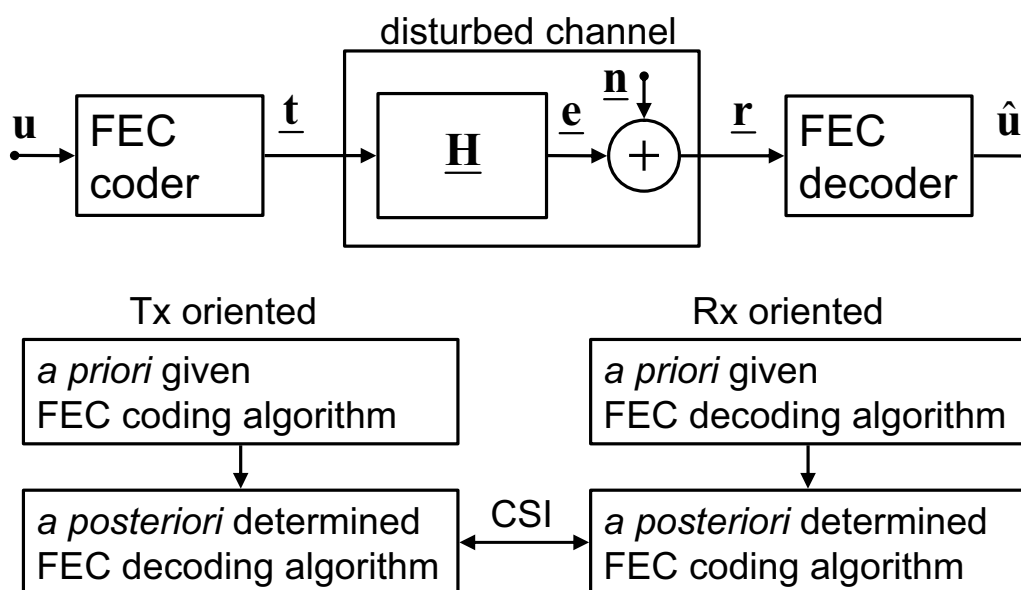 disturbed channel
u
FEC
coder
t
H
e
n
+
r
FEC
decoder
û
Tx oriented
a priori given
FEC coding algorithm
a posteriori determined
FEC decoding algorithm
CSI
Rx oriented
a priori given
FEC decoding algorithm
a posteriori determined
FEC coding algorithm